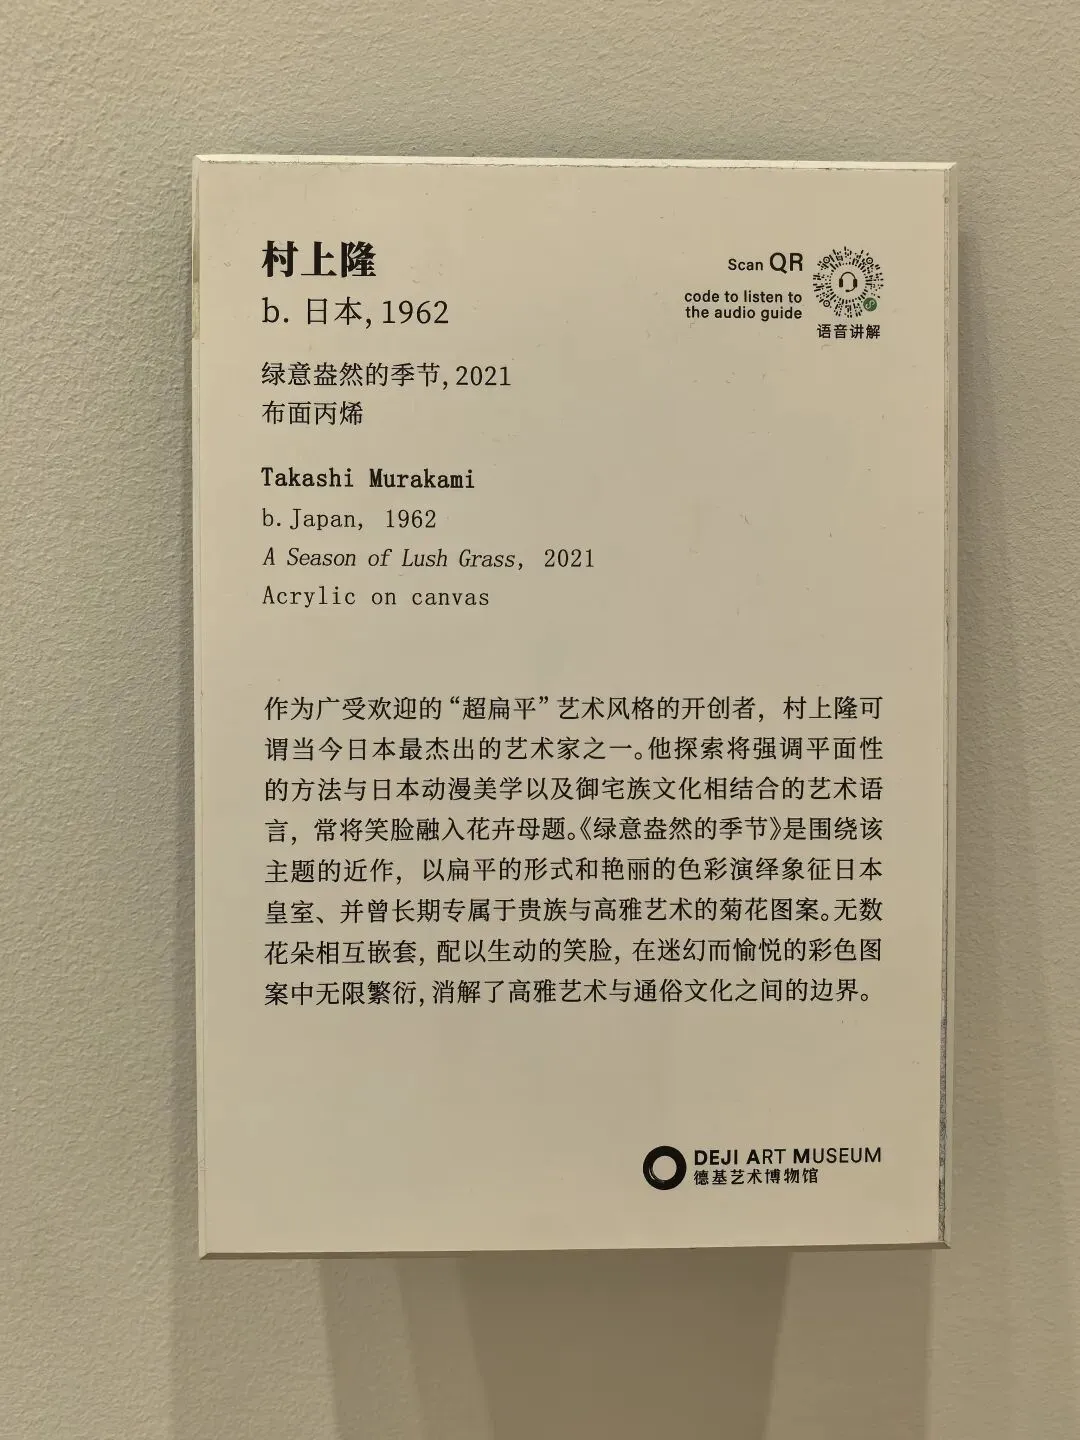 村上隆
b. 日本, 1962
Scan QR
code to listen to
the audio guide
语音讲解
绿意盎然的季节, 2021
布面丙烯
Takashi Murakami
b. Japan, 1962
A Season of Lush Grass, 2021
Acrylic on canvas
作为广受欢迎的“超扁平”艺术风格的开创者，村上隆可
谓当今日本最杰出的艺术家之一。他探索将强调平面性
的方法与日本动漫美学以及御宅族文化相结合的艺术语
言，常将笑脸融入花卉母题。《绿意盎然的季节》是围绕该
主题的近作，以扁平的形式和艳丽的色彩演绎象征日本
皇室、并曾长期专属于贵族与高雅艺术的菊花图案。无数
花朵相互嵌套，配以生动的笑脸，在迷幻而愉悦的彩色图
案中无限繁衍，消解了高雅艺术与通俗文化之间的边界。
DEJI ART MUSEUM
德基艺术博物馆